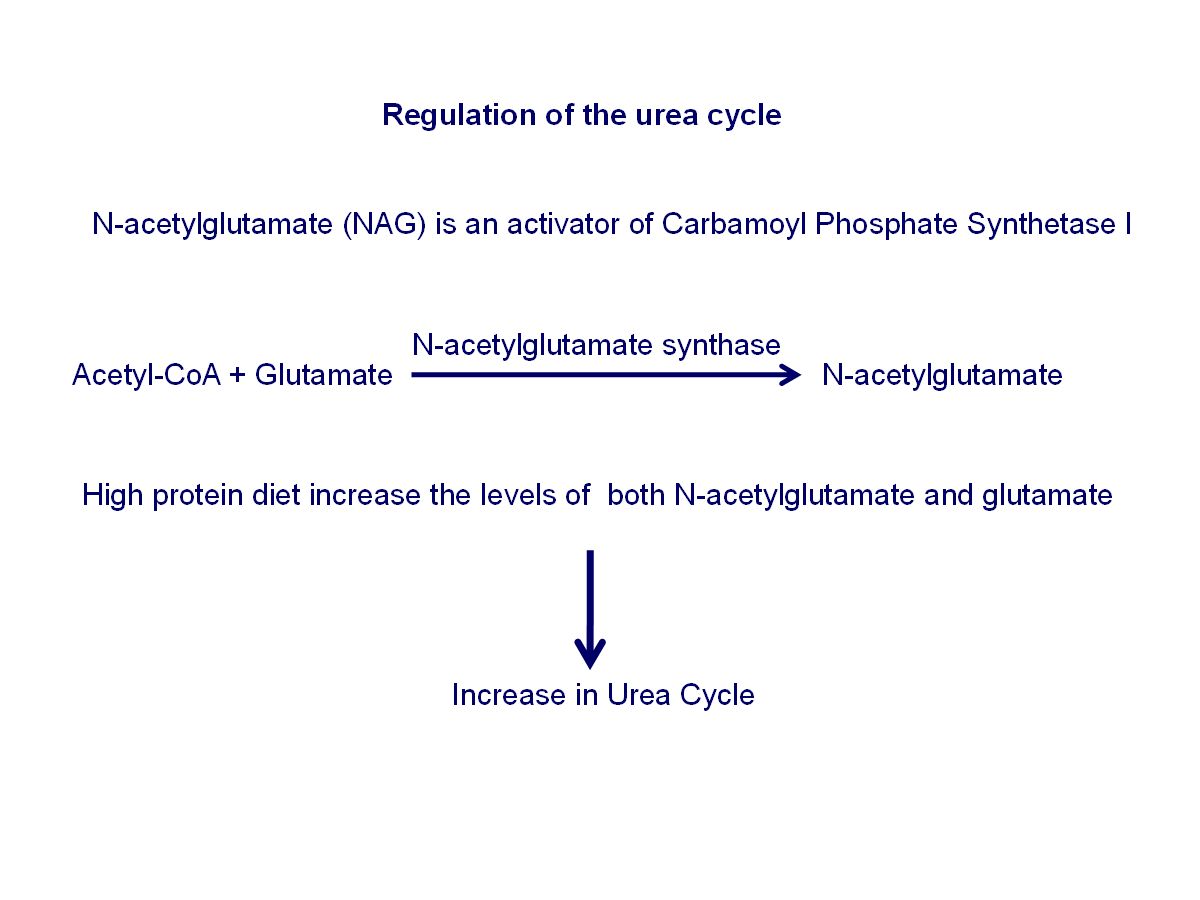 Regulation of the urea cycle
N-acetylglutamate (NAG) is an activator of Carbamoyl Phosphate Synthetase I
N-acetylglutamate synthase
Acetyl-CoA + Glutamate N-acetylglutamate
High protein diet increase the levels of  both N-acetylglutamate and glutamate
Increase in Urea Cycle